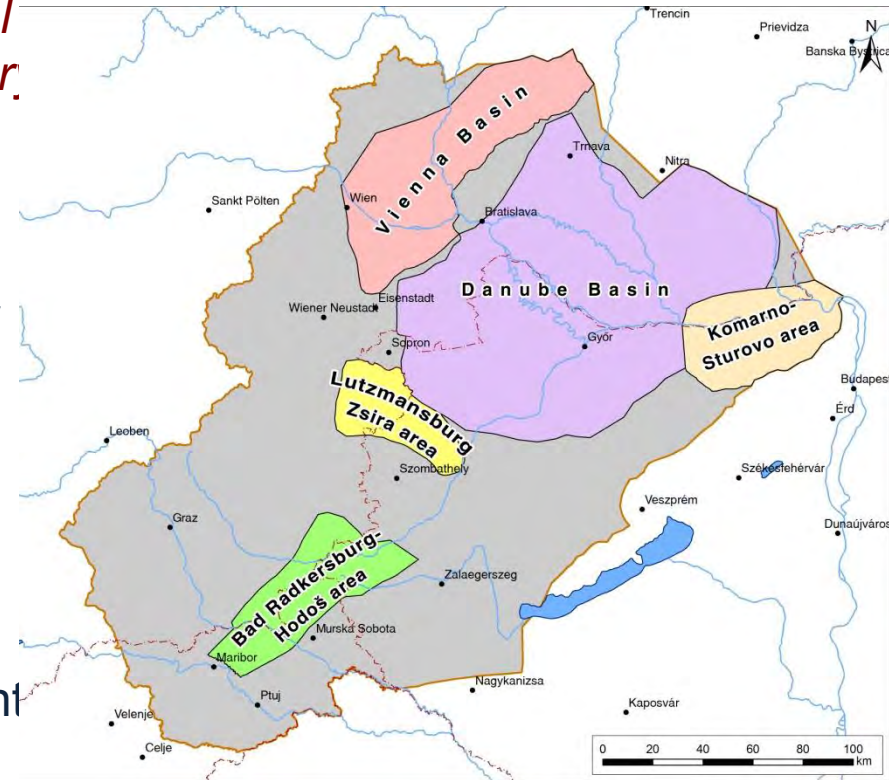 Trencin
Prievidza
N
Banska Bystrica
Vienna Basin
Trnava
Nitra
Sankt Pölten
Wien
Bratislava
Danube Basin
Eisenstadt
Wiener Neustadt
Komarno-
Sturovo area
Győr
Sopron
Budapest
Lutzmansburg
Zsira area
Érd
Leoben
Szombathely
Székesfehérvár
Veszprém
Graz
Dunaújváros
Bad Radkersburg-
Hodoš area
Zalaegerszeg
Murska Sobota
Maribor
Nagykanizsa
Ptuj
Kaposvár
Velenje
Celje
0 20 40 60 80 100
km